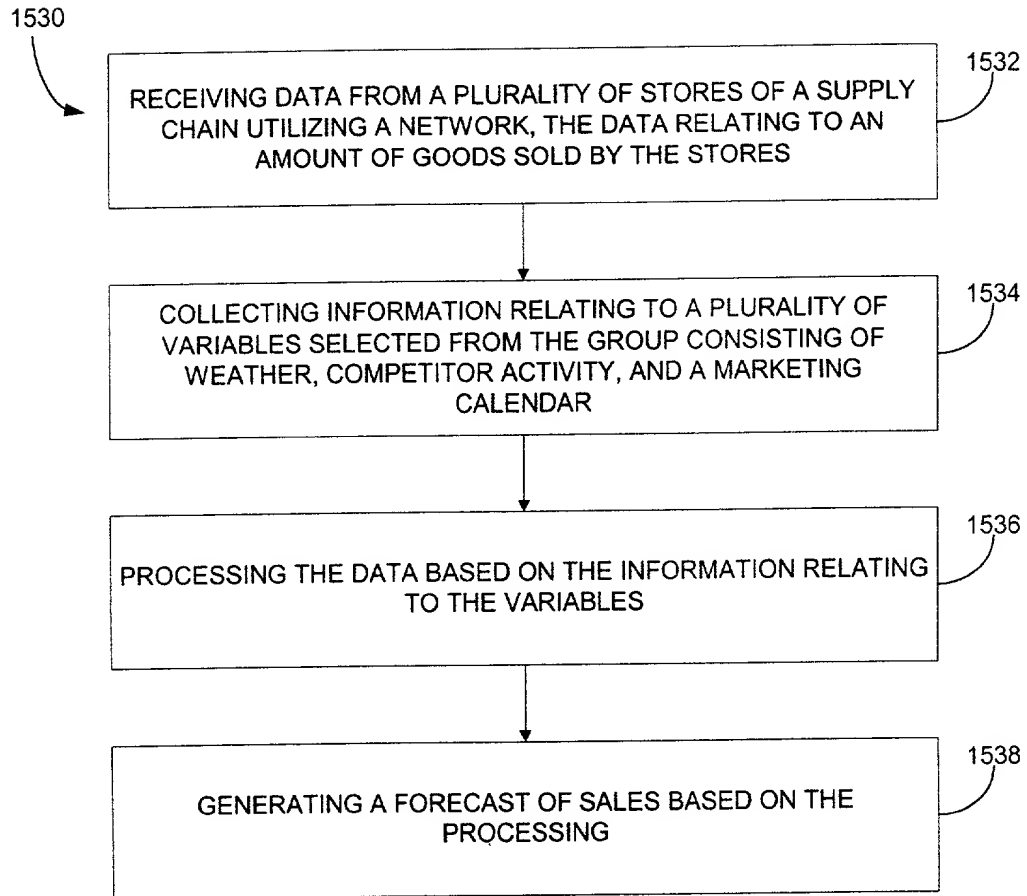 1530
1532
RECEIVING DATA FROM A PLURALITY OF STORES OF A SUPPLY
CHAIN UTILIZING A NETWORK, THE DATA RELATING TO AN
AMOUNT OF GOODS SOLD BY THE STORES
1534
COLLECTING INFORMATION RELATING TO A PLURALITY OF
VARIABLES SELECTED FROM THE GROUP CONSISTING OF
WEATHER, COMPETITOR ACTIVITY, AND A MARKETING
CALENDAR
1536
PROCESSING THE DATA BASED ON THE INFORMATION RELATING
TO THE VARIABLES
1538
GENERATING A FORECAST OF SALES BASED ON THE
PROCESSING